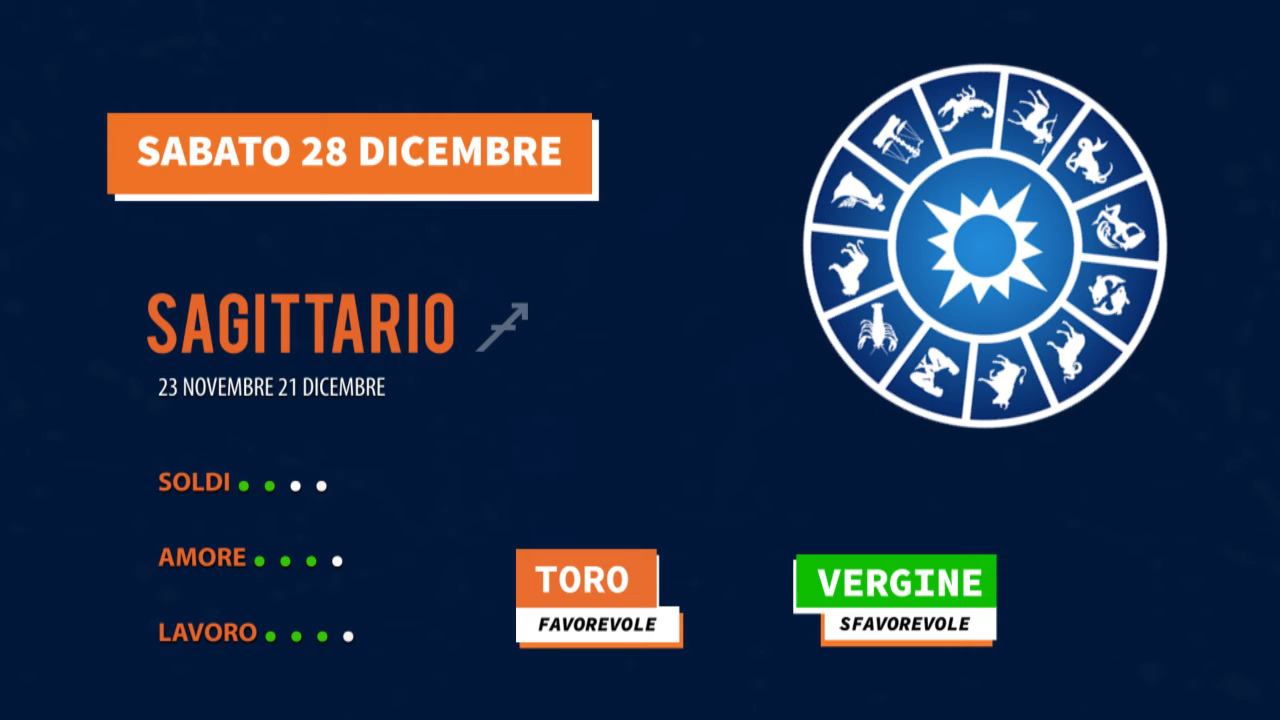 SABATO 28 DICEMBRE
SAGITTARIO
23 NOVEMBRE 21 DICEMBRE
SOLDI
AMORE
LAVORO
TORO
FAVOREVOLE
VERGINE
SFAVOREVOLE